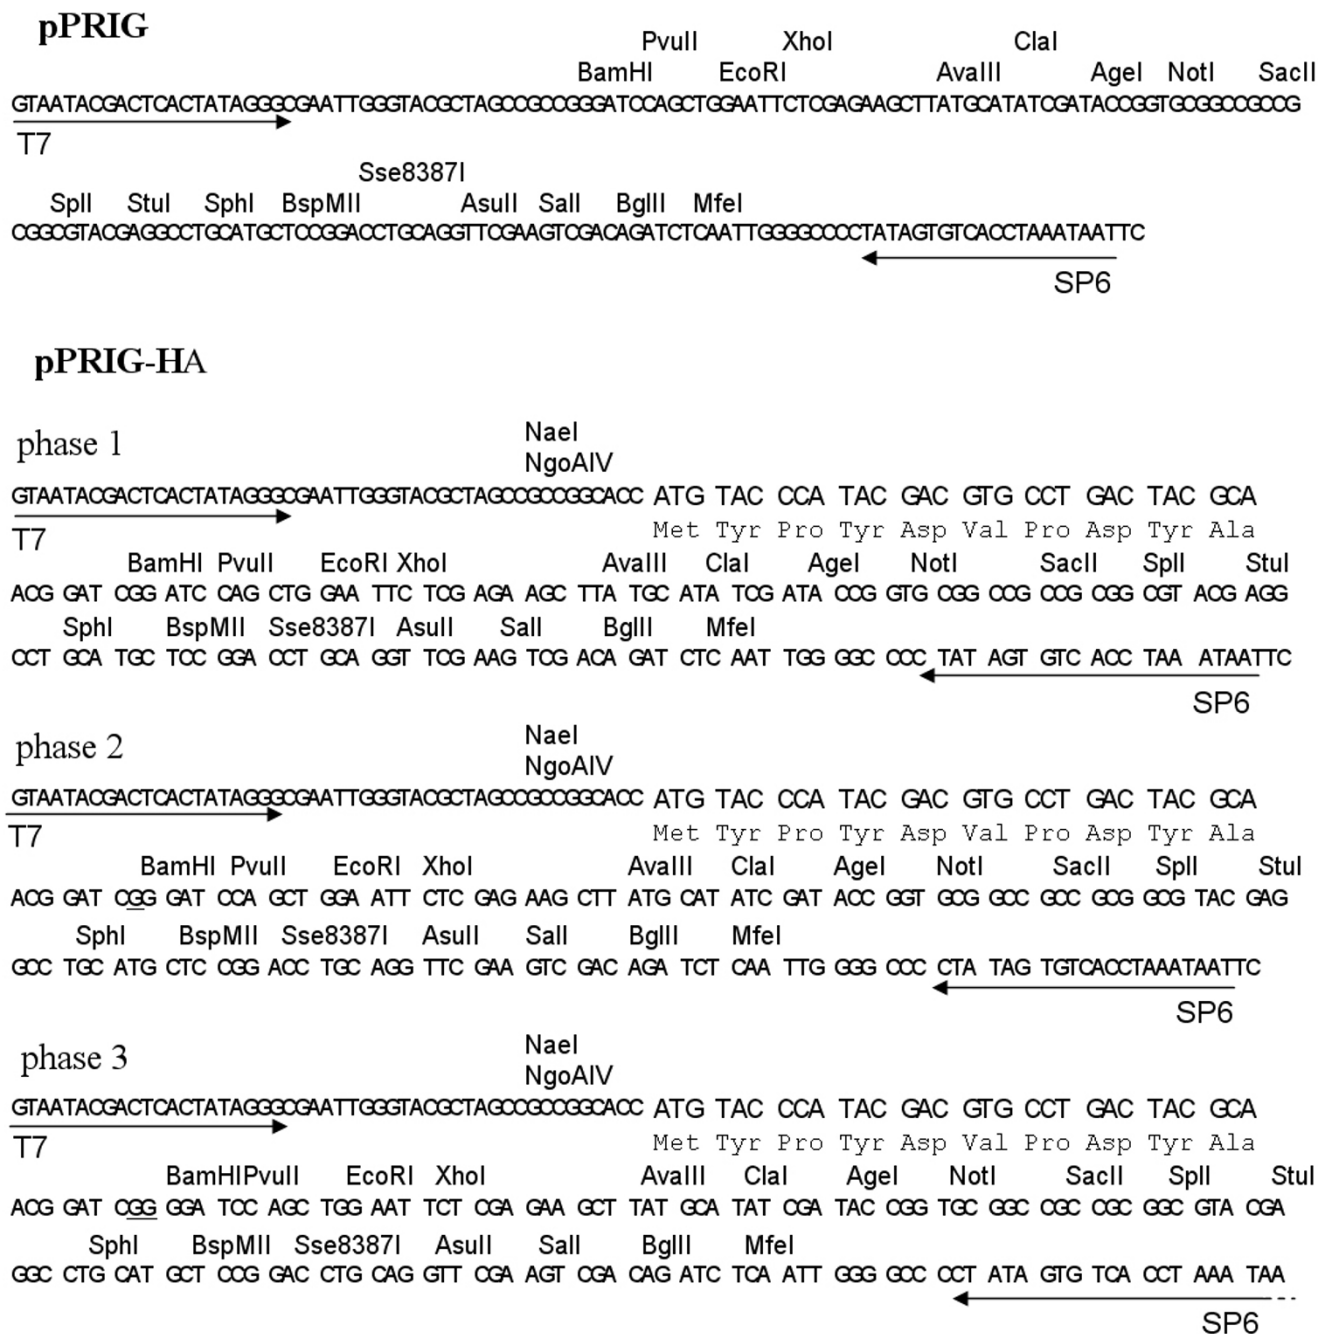 pPRIG
PvuII XhoI ClaI
BamHI EcoRI AvaIII AgeI NotI SacII
GTAATACGACTCACTATAGGGCGAATTGGGTACGCTAGCCGCCGGGATCCAGCTGGAATTCTCGAGAAGCTTATGCATATCGATACCGGTGCGGCCGCCG
T7
Sse8387I
SplI StuI SphI BspMII AsuII SalI BglII MfeI
CGGCGTACGAGGCCTGCATGCTCCGGACCTGCAGGTTCGAAGTCGACAGATCTCAATTGGGGCCCCTATAGTGTCACCTAAATAATTC
SP6
pPRIG-HA
phase 1
NaeI
NgoAIV
GTAATACGACTCACTATAGGGCGAATTGGGTACGCTAGCCGCCGGCACC ATG TAC CCA TAC GAC GTG CCT GAC TAC GCA
T7
Met Tyr Pro Tyr Asp Val Pro Asp Tyr Ala
BamHI PvuII EcoRI XhoI AvaIII ClaI AgeI NotI SacII SplI StuI
ACG GAT CGG ATC CAG CTG GAA TTC TCG AGA AGC TTA TGC ATA TCG ATA CCG GTG CGG CCG CCG CGG CGT ACG AGG
SphI BspMII Sse8387I AsuII SalI BglII MfeI
CCT GCA TGC TCC GGA CCT GCA GGT TCG AAG TCG ACA GAT CTC AAT TGG GGC CCC TAT AGT GTC ACC TAA ATAATTC
SP6
phase 2
NaeI
NgoAIV
GTAATACGACTCACTATAGGGCGAATTGGGTACGCTAGCCGCCGGCACC ATG TAC CCA TAC GAC GTG CCT GAC TAC GCA
T7
Met Tyr Pro Tyr Asp Val Pro Asp Tyr Ala
BamHI PvuII EcoRI XhoI AvaIII ClaI AgeI NotI SacII SplI StuI
ACG GAT CGG GAT CCA GCT GGA ATT CTC GAG AAG CTT ATG CAT ATC GAT ACC GGT GCG GCC GCC GCG GCG TAC GAG
SphI BspMII Sse8387I AsuII SalI BglII MfeI
GCC TGC ATG CTC CGG ACC TGC AGG TTC GAA GTC GAC AGA TCT CAA TTG GGG CCC CTA TAG TGTCACCTAAATAATTC
SP6
phase 3
NaeI
NgoAIV
GTAATACGACTCACTATAGGGCGAATTGGGTACGCTAGCCGCCGGCACC ATG TAC CCA TAC GAC GTG CCT GAC TAC GCA
T7
Met Tyr Pro Tyr Asp Val Pro Asp Tyr Ala
BamHI PvuII EcoRI XhoI AvaIII ClaI AgeI NotI SacII SplI StuI
ACG GAT CGG GGA TCC AGC TGG AAT TCT CGA GAA GCT TAT GCA TAT CGA TAC CGG TGC GGC CGC CGC GGC GTA CGA
SphI BspMII Sse8387I AsuII SalI BglII MfeI
GGC CTG CAT GCT CCG GAC CTG CAG GTT CGA AGT CGA CAG ATC TCA ATT GGG GCC CCT ATA GTG TCA CCT AAA TAA
SP6